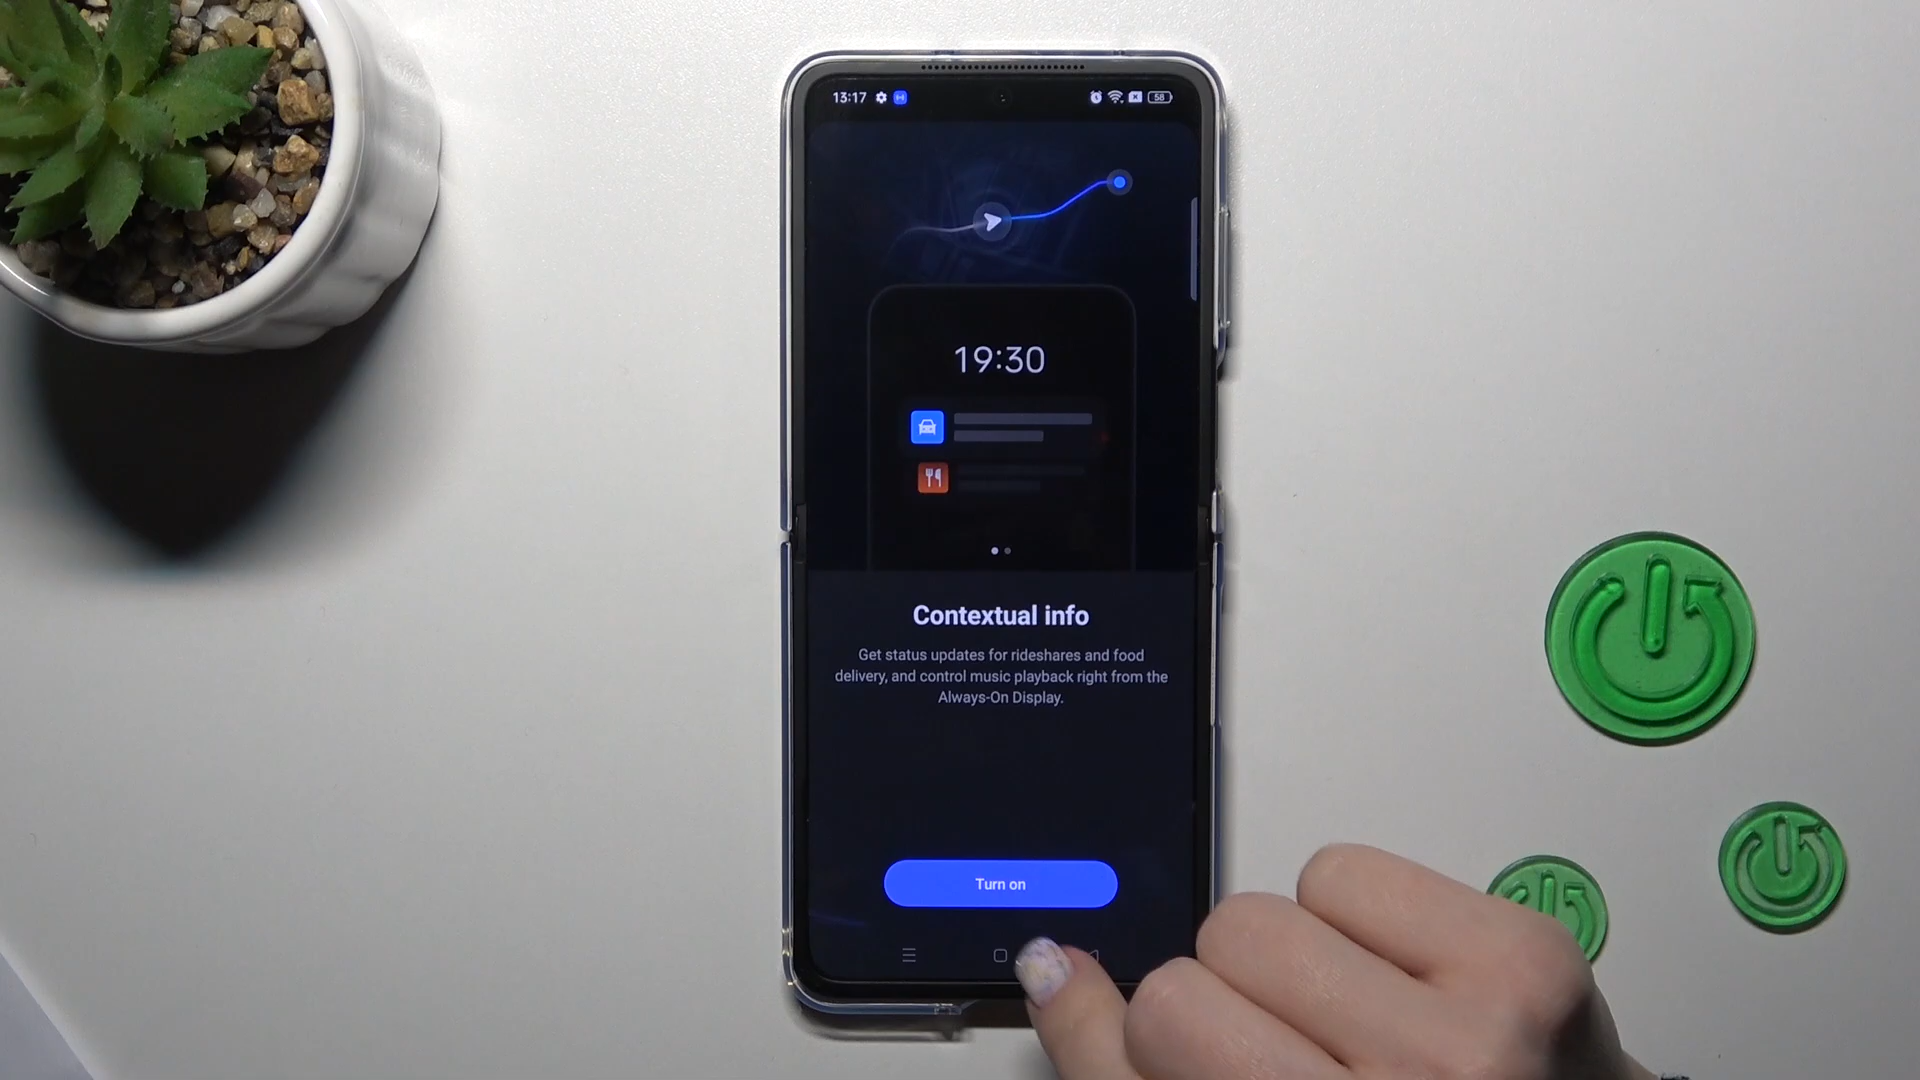 13:17
58
19:30
Contextual info
Get status updates for rideshares and food
delivery, and control music playback right from the
Always-On Display.
Turn on